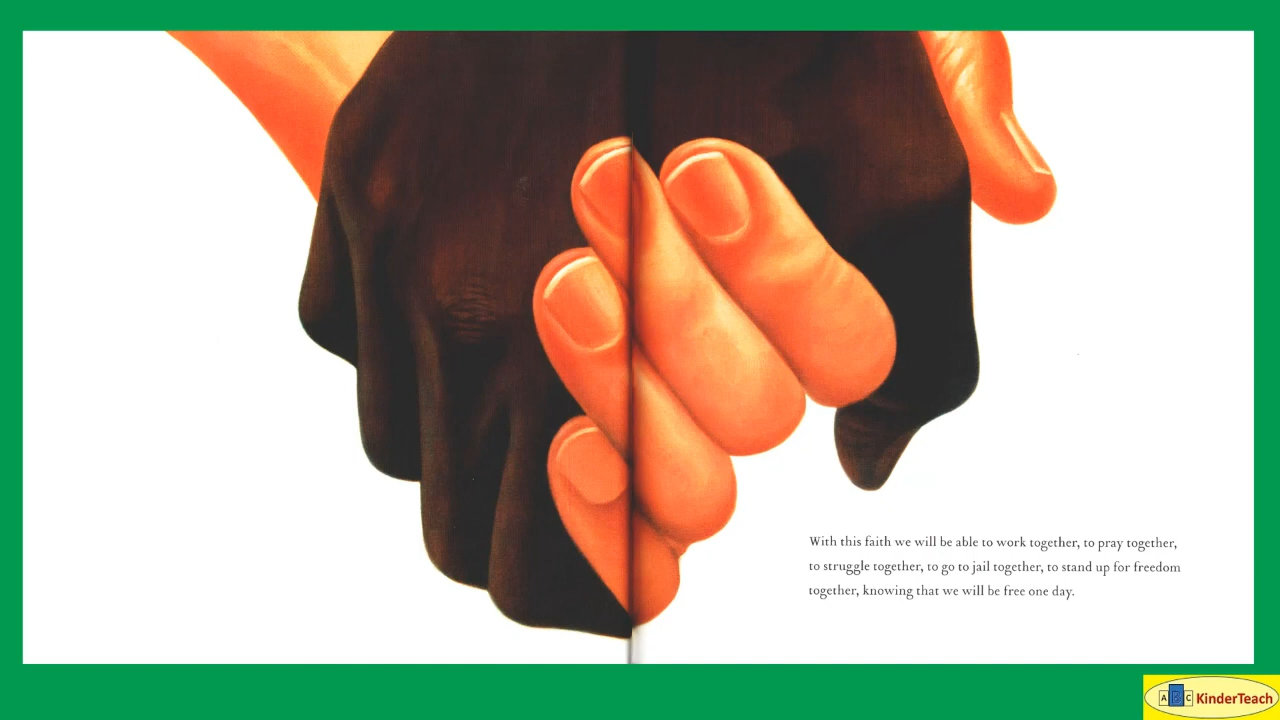 With this faith we will be able to work together, to pray together,
to struggle together, to go to jail together, to stand up for freedom
together, knowing that we will be free one day.
ABC KinderTeach